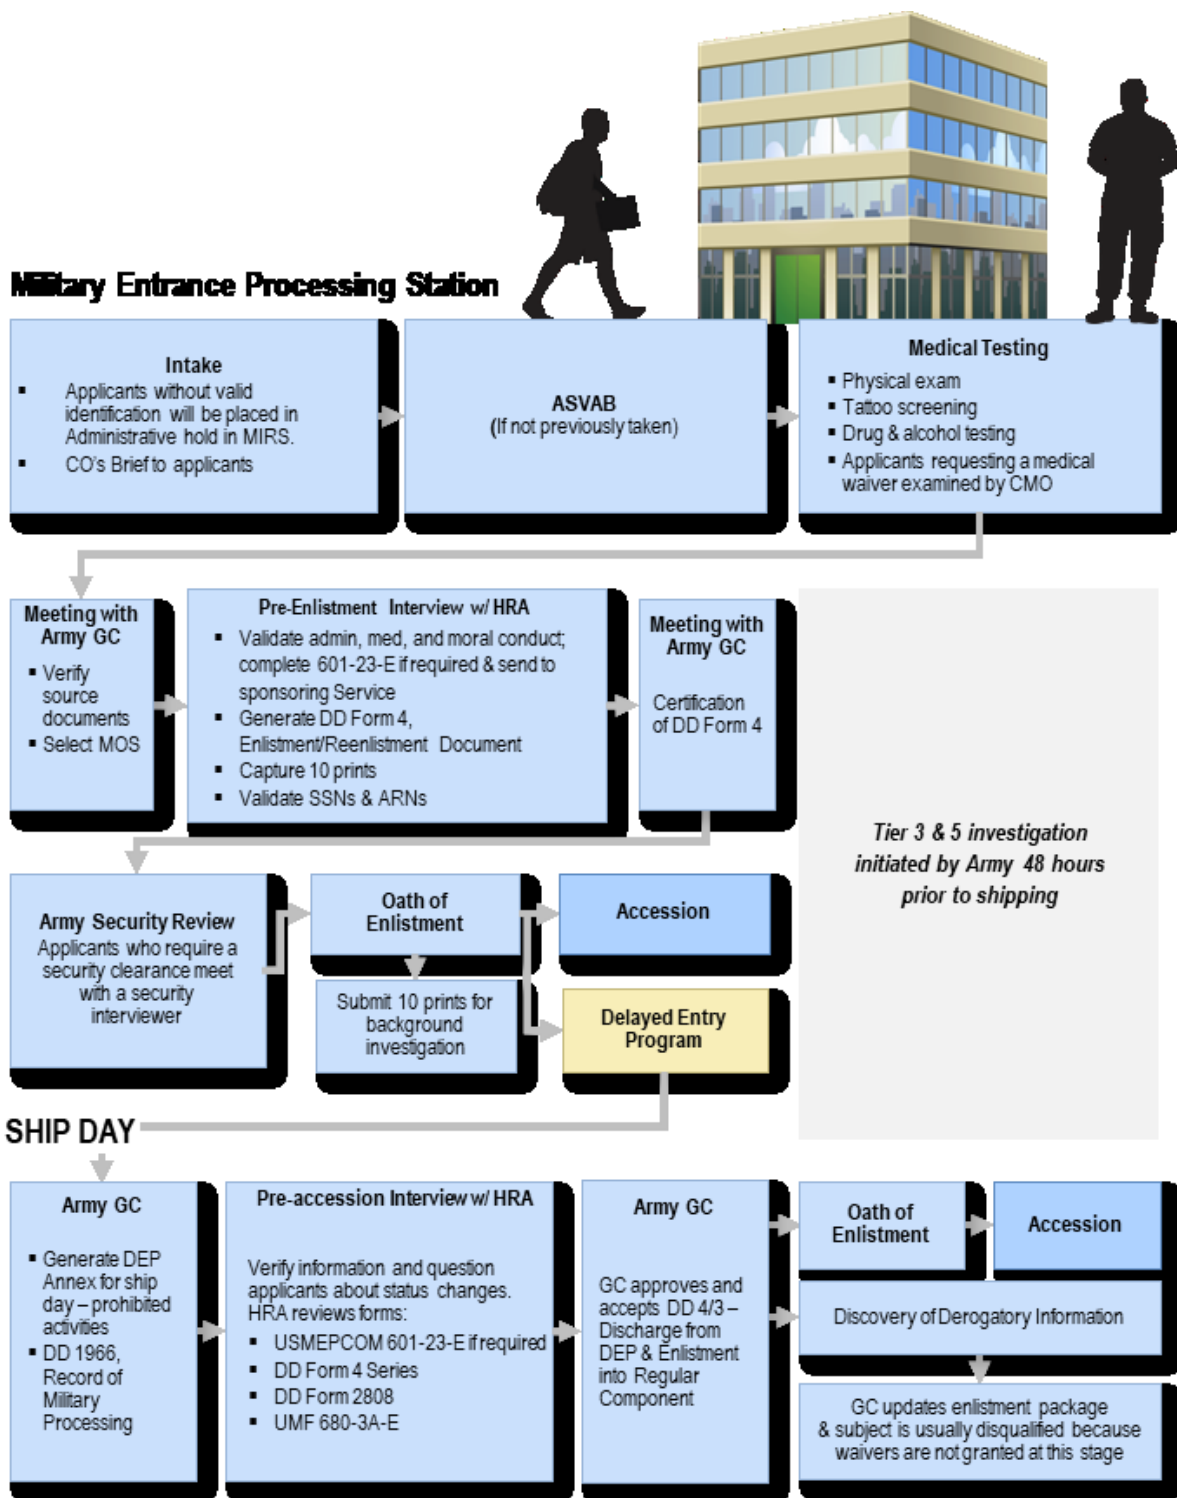 Military Entrance Processing Station
Intake
▪ Applicants without valid
identification will be placed in
Administrative hold in MIRS.
▪ CO's Brief to applicants
ASVAB
(If not previously taken)
Medical Testing
▪ Physical exam
▪ Tattoo screening
▪ Drug & alcohol testing
▪ Applicants requesting a medical
waiver examined by CMO
Meeting with
Army GC
▪ Verify
source
documents
▪ Select MOS
Pre-Enlistment Interview w/ HRA
▪ Validate admin, med, and moral conduct;
complete 601-23-E if required & send to
sponsoring Service
▪ Generate DD Form 4,
Enlistment/Reenlistment Document
▪ Capture 10 prints
▪ Validate SSNs & ARNs
Meeting with
Army GC
Certification
of DD Form 4
Tier 3 & 5 investigation
initiated by Army 48 hours
prior to shipping
Army Security Review
Applicants who require a
security clearance meet
with a security
interviewer
Oath of
Enlistment
Submit 10 prints for
background
investigation
Accession
Delayed Entry
Program
SHIP DAY
Army GC
▪ Generate DEP
Annex for ship
day – prohibited
activities
▪ DD 1966,
Record of
Military
Processing
Pre-accession Interview w/ HRA
Verify information and question
applicants about status changes.
HRA reviews forms:
▪ USMEPCOM 601-23-E if required
▪ DD Form 4 Series
▪ DD Form 2808
▪ UMF 680-3A-E
Army GC
GC approves and
accepts DD 4/3 –
Discharge from
DEP & Enlistment
into Regular
Component
Oath of
Enlistment
Accession
Discovery of Derogatory Information
GC updates enlistment package
& subject is usually disqualified because
waivers are not granted at this stage